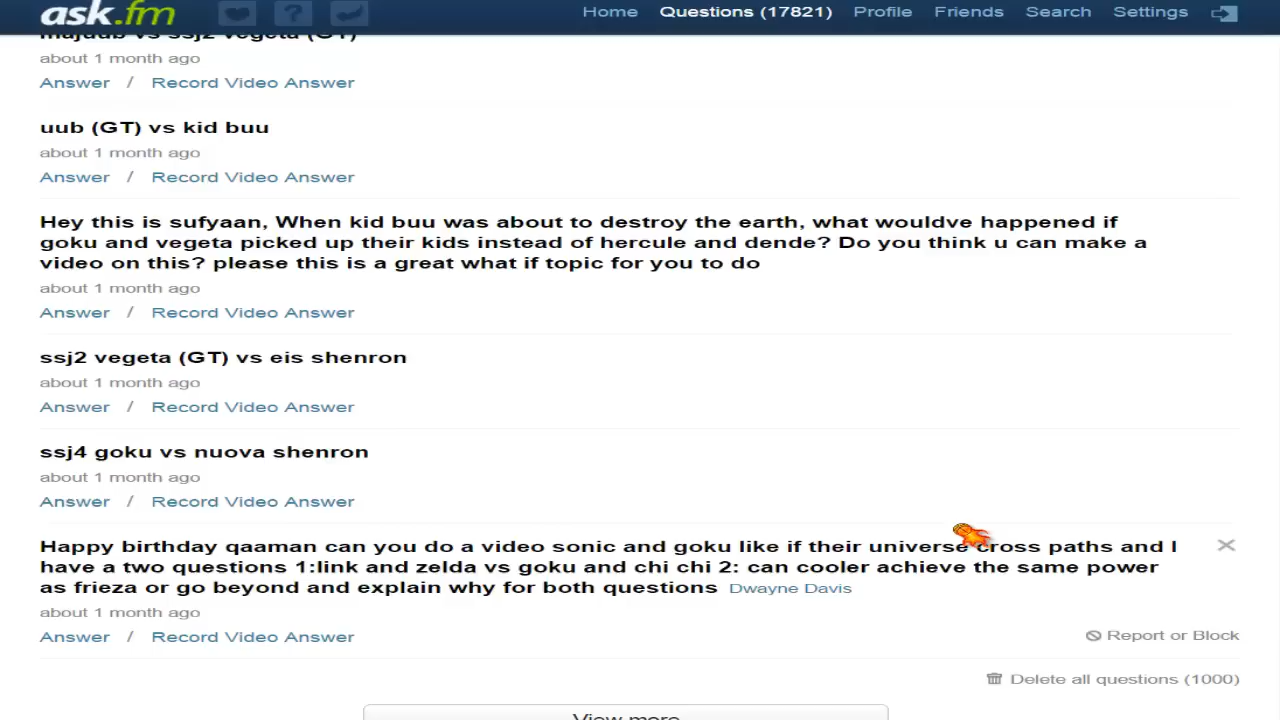 ask.fm
Home Questions (17821) Profile Friends Search Settings
majuub vs ssj2 vegeta (GT)
about 1 month ago
Answer / Record Video Answer
uub (GT) vs kid buu
about 1 month ago
Answer / Record Video Answer
Hey this is sufyaan, When kid buu was about to destroy the earth, what wouldve happened if
goku and vegeta picked up their kids instead of hercule and dende? Do you think u can make a
video on this? please this is a great what if topic for you to do
about 1 month ago
Answer / Record Video Answer
ssj2 vegeta (GT) vs eis shenron
about 1 month ago
Answer / Record Video Answer
ssj4 goku vs nuova shenron
about 1 month ago
Answer / Record Video Answer
Happy birthday qaaman can you do a video sonic and goku like if their universe cross paths and I
have a two questions 1:link and zelda vs goku and chi chi 2: can cooler achieve the same power
as frieza or go beyond and explain why for both questions Dwayne Davis
about 1 month ago
Answer / Record Video Answer
Report or Block
Delete all questions (1000)
View more